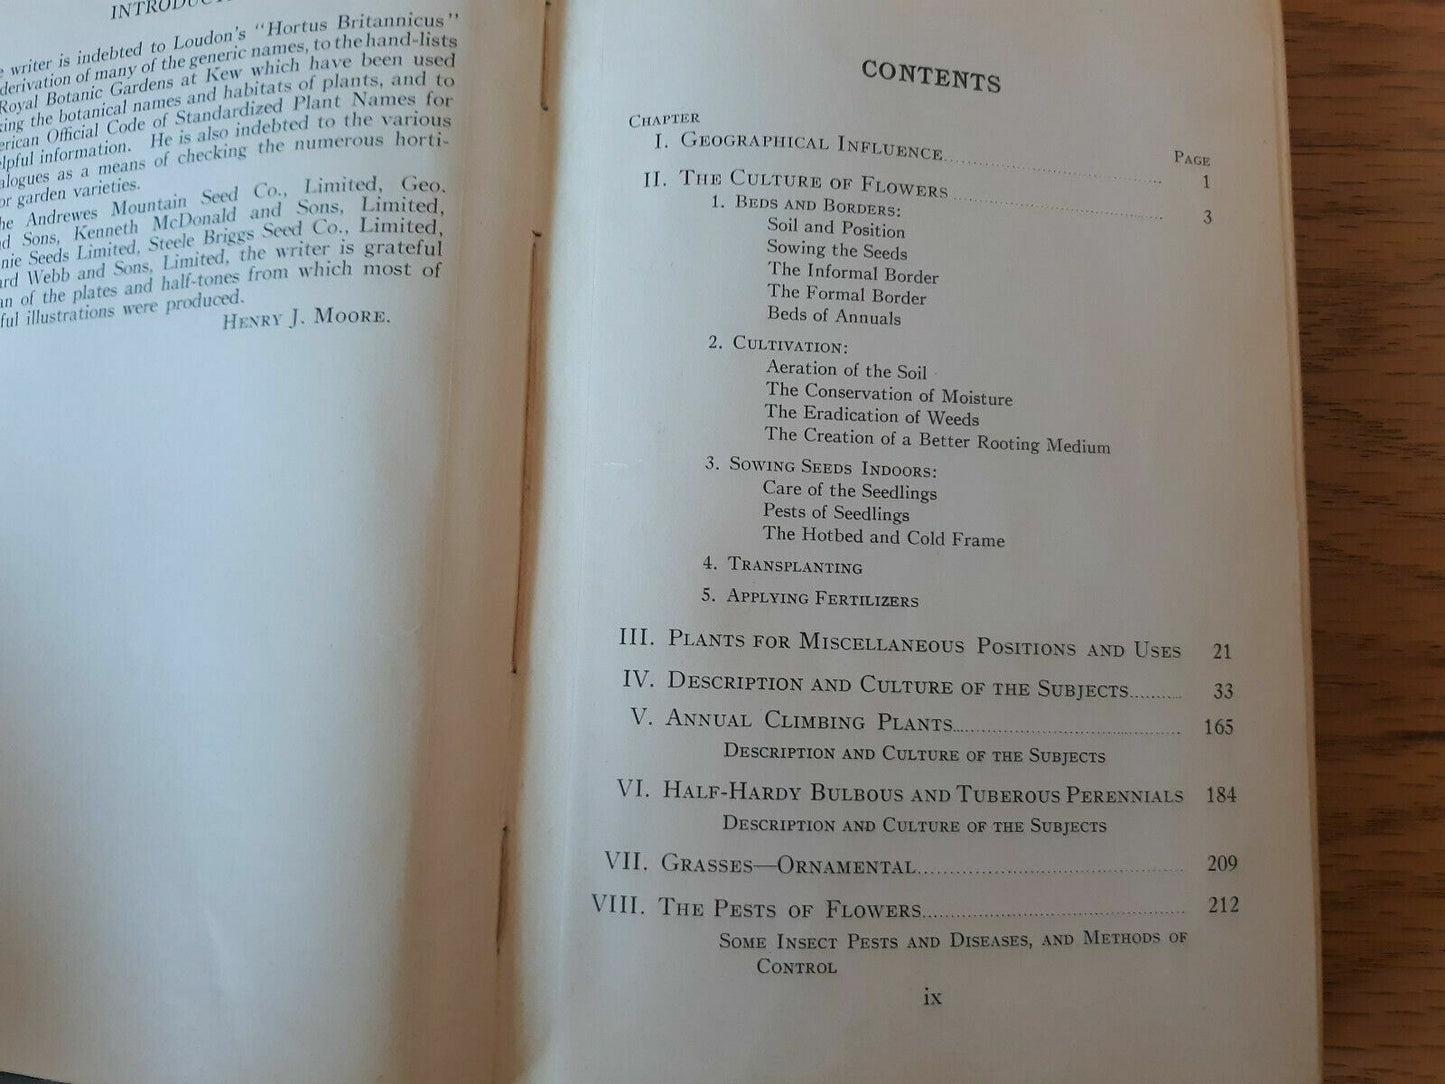 INTRODUCT
writer is indebted to Loudon's "Hortus Britannicus"
derivation of many of the generic names, to the hand-lists
Royal Botanic Gardens at Kew which have been used
king the botanical names and habitats of plants, and to
erican Official Code of Standardized Plant Names for
elpful information. He is also indebted to the various
alogues as a means of checking the numerous horti-
or garden varieties.
he Andrewes Mountain Seed Co., Limited, Geo.
d Sons, Kenneth McDonald and Sons, Limited,
nie Seeds Limited, Steele Briggs Seed Co., Limited,
ard Webb and Sons, Limited, the writer is grateful
an of the plates and half-tones from which most of
ful illustrations were produced.
HENRY J. MOORE.
CONTENTS
CHAPTER PAGE
I. GEOGRAPHICAL INFLUENCE 1
II. THE CULTURE OF FLOWERS 3
1. BEDS AND BORDERS:
Soil and Position
Sowing the Seeds
The Informal Border
The Formal Border
Beds of Annuals
2. CULTIVATION:
Aeration of the Soil
The Conservation of Moisture
The Eradication of Weeds
The Creation of a Better Rooting Medium
3. SOWING SEEDS INDOORS:
Care of the Seedlings
Pests of Seedlings
The Hotbed and Cold Frame
4. TRANSPLANTING
5. APPLYING FERTILIZERS
III. PLANTS FOR MISCELLANEOUS POSITIONS AND USES 21
IV. DESCRIPTION AND CULTURE OF THE SUBJECTS 33
V. ANNUAL CLIMBING PLANTS 165
DESCRIPTION AND CULTURE OF THE SUBJECTS
VI. HALF-HARDY BULBOUS AND TUBEROUS PERENNIALS 184
DESCRIPTION AND CULTURE OF THE SUBJECTS
VII. GRASSES—ORNAMENTAL 209
VIII. THE PESTS OF FLOWERS 212
SOME INSECT PESTS AND DISEASES, AND METHODS OF
CONTROL
ix